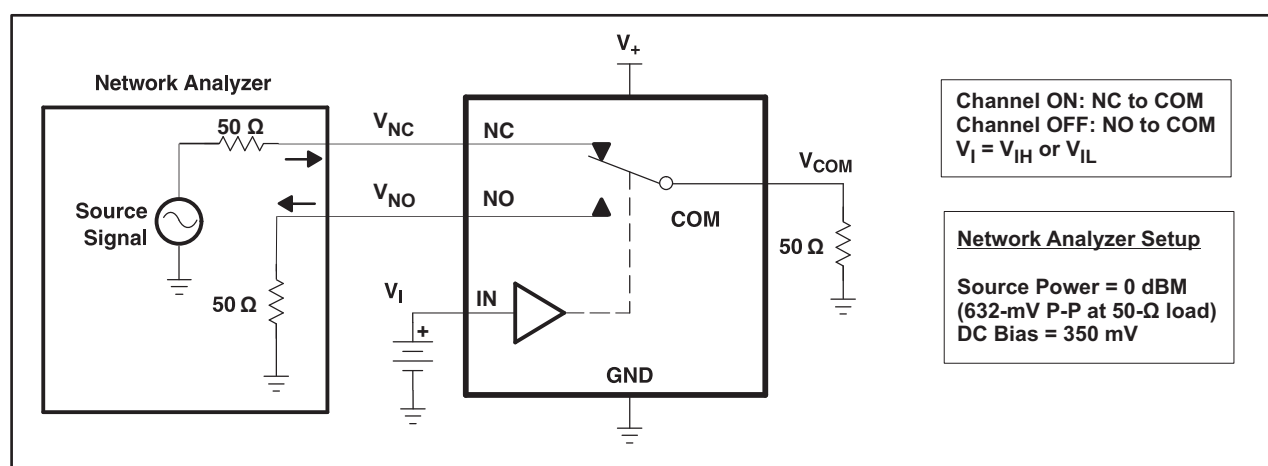 V+
Network Analyzer
50 Ω
VNC
NC
Channel ON: NC to COM
Channel OFF: NO to COM
VI = VIH or VIL
VCOM
VNO
NO
COM
Source
Signal
50 Ω
50 Ω
VI
IN
+
GND
Network Analyzer Setup
Source Power = 0 dBM
(632-mV P-P at 50-Ω load)
DC Bias = 350 mV